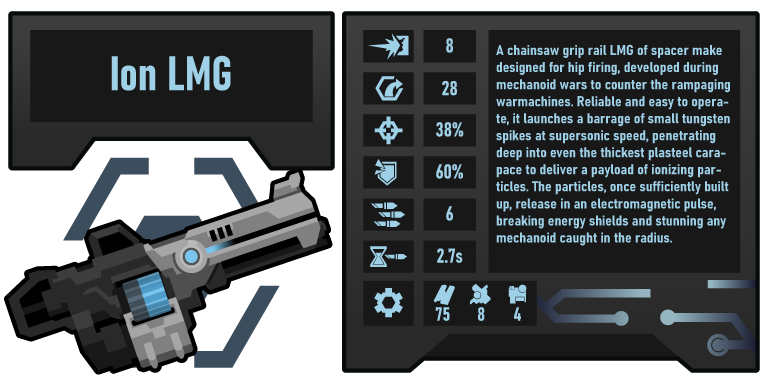 Ion LMG
8
28
38%
60%
6
2.7s
75 8 4
A chainsaw grip rail LMG of spacer make
designed for hip firing, developed during
mechanoid wars to counter the rampaging
warmachines. Reliable and easy to opera-
te, it launches a barrage of small tungsten
spikes at supersonic speed, penetrating
deep into even the thickest plasteel cara-
pace to deliver a payload of ionizing par-
ticles. The particles, once sufficiently built
up, release in an electromagnetic pulse,
breaking energy shields and stunning any
mechanoid caught in the radius.